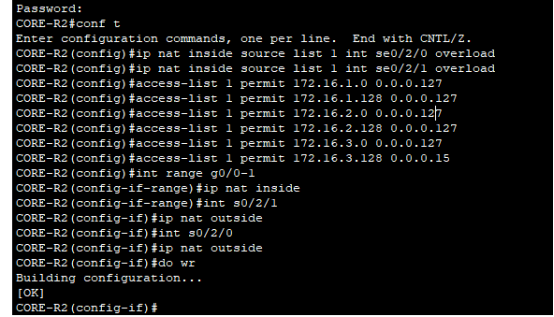 Password:
CORE-R2#conf t
Enter configuration commands, one per line.  End with CNTL/Z.
CORE-R2(config)#ip nat inside source list 1 int se0/2/0 overload
CORE-R2(config)#ip nat inside source list 1 int se0/2/1 overload
CORE-R2(config)#access-list 1 permit 172.16.1.0 0.0.0.127
CORE-R2(config)#access-list 1 permit 172.16.1.128 0.0.0.127
CORE-R2(config)#access-list 1 permit 172.16.2.0 0.0.0.127
CORE-R2(config)#access-list 1 permit 172.16.2.128 0.0.0.127
CORE-R2(config)#access-list 1 permit 172.16.3.0 0.0.0.127
CORE-R2(config)#access-list 1 permit 172.16.3.128 0.0.0.15
CORE-R2(config)#int range g0/0-1
CORE-R2(config-if-range)#ip nat inside
CORE-R2(config-if-range)#int s0/2/1
CORE-R2(config-if)#ip nat outside
CORE-R2(config-if)#int s0/2/0
CORE-R2(config-if)#ip nat outside
CORE-R2(config-if)#do wr
Building configuration...
[OK]
CORE-R2(config-if)#